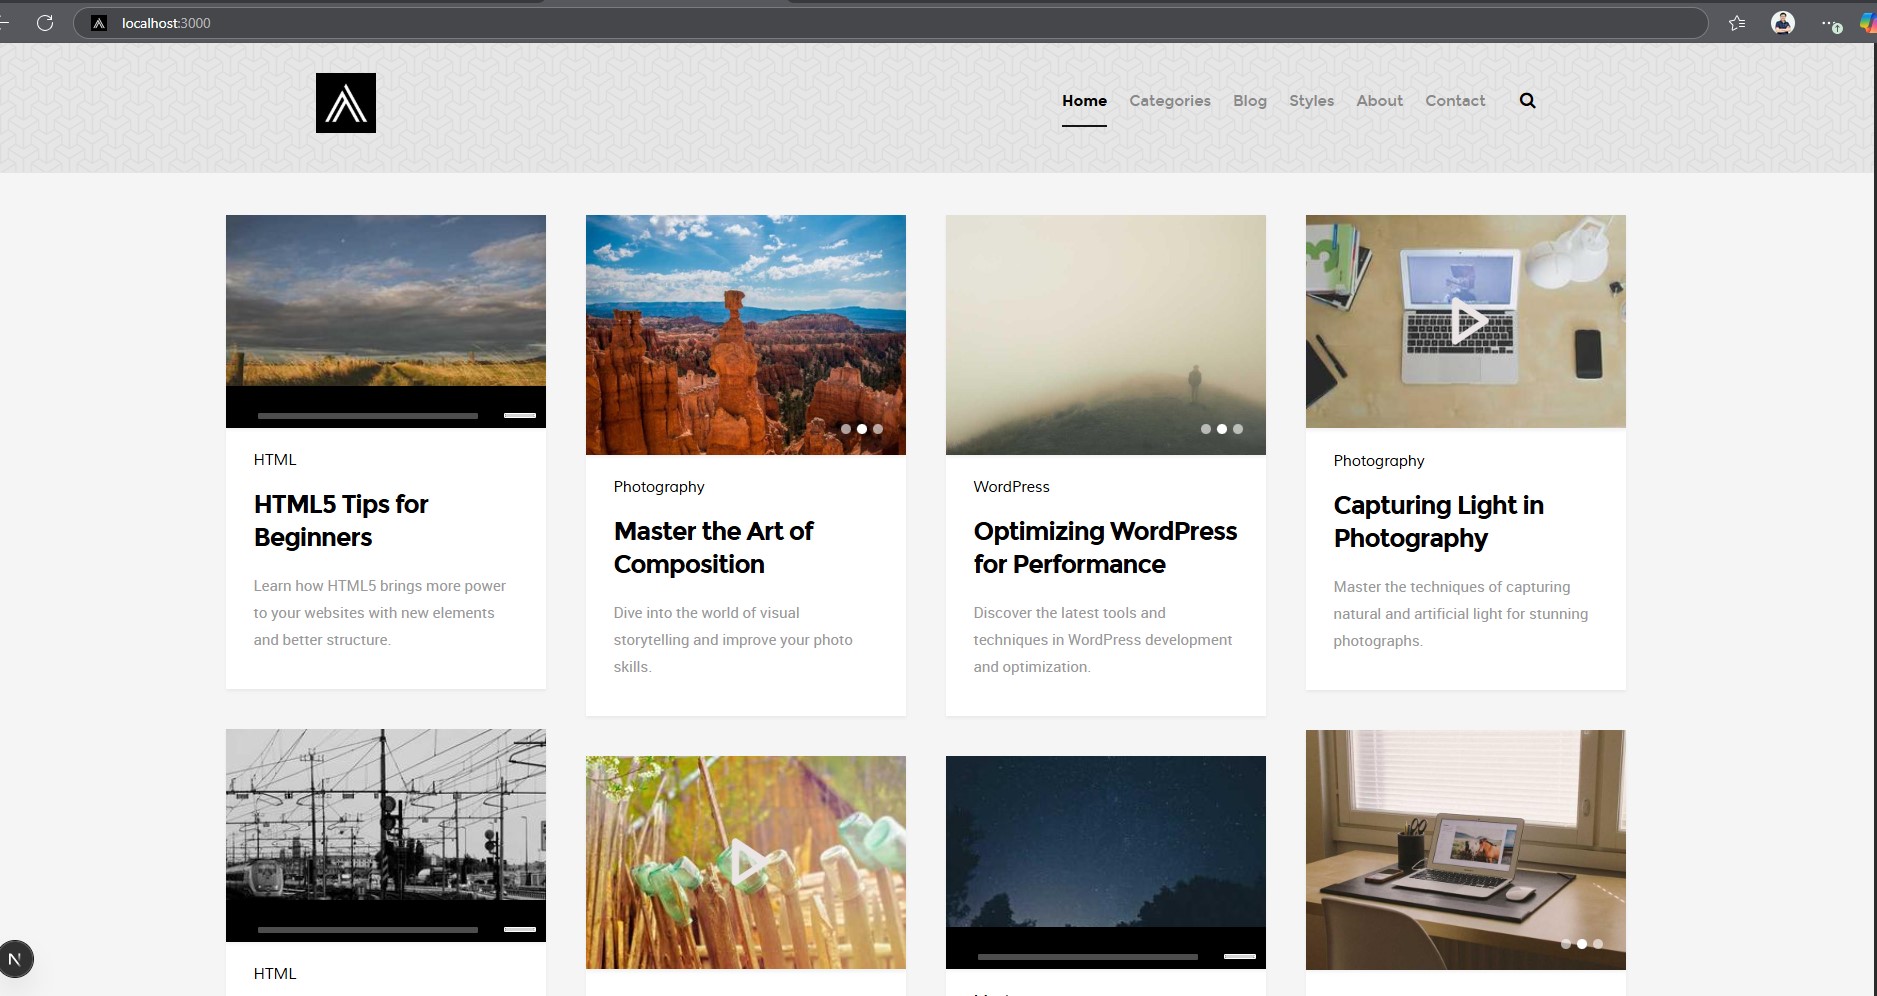 localhost:3000
Home Categories Blog Styles About Contact
HTML
HTML5 Tips for
Beginners
Learn how HTML5 brings more power
to your websites with new elements
and better structure.
Photography
Master the Art of
Composition
Dive into the world of visual
storytelling and improve your photo
skills.
WordPress
Optimizing WordPress
for Performance
Discover the latest tools and
techniques in WordPress development
and optimization.
Photography
Capturing Light in
Photography
Master the techniques of capturing
natural and artificial light for stunning
photographs.
N
HTML